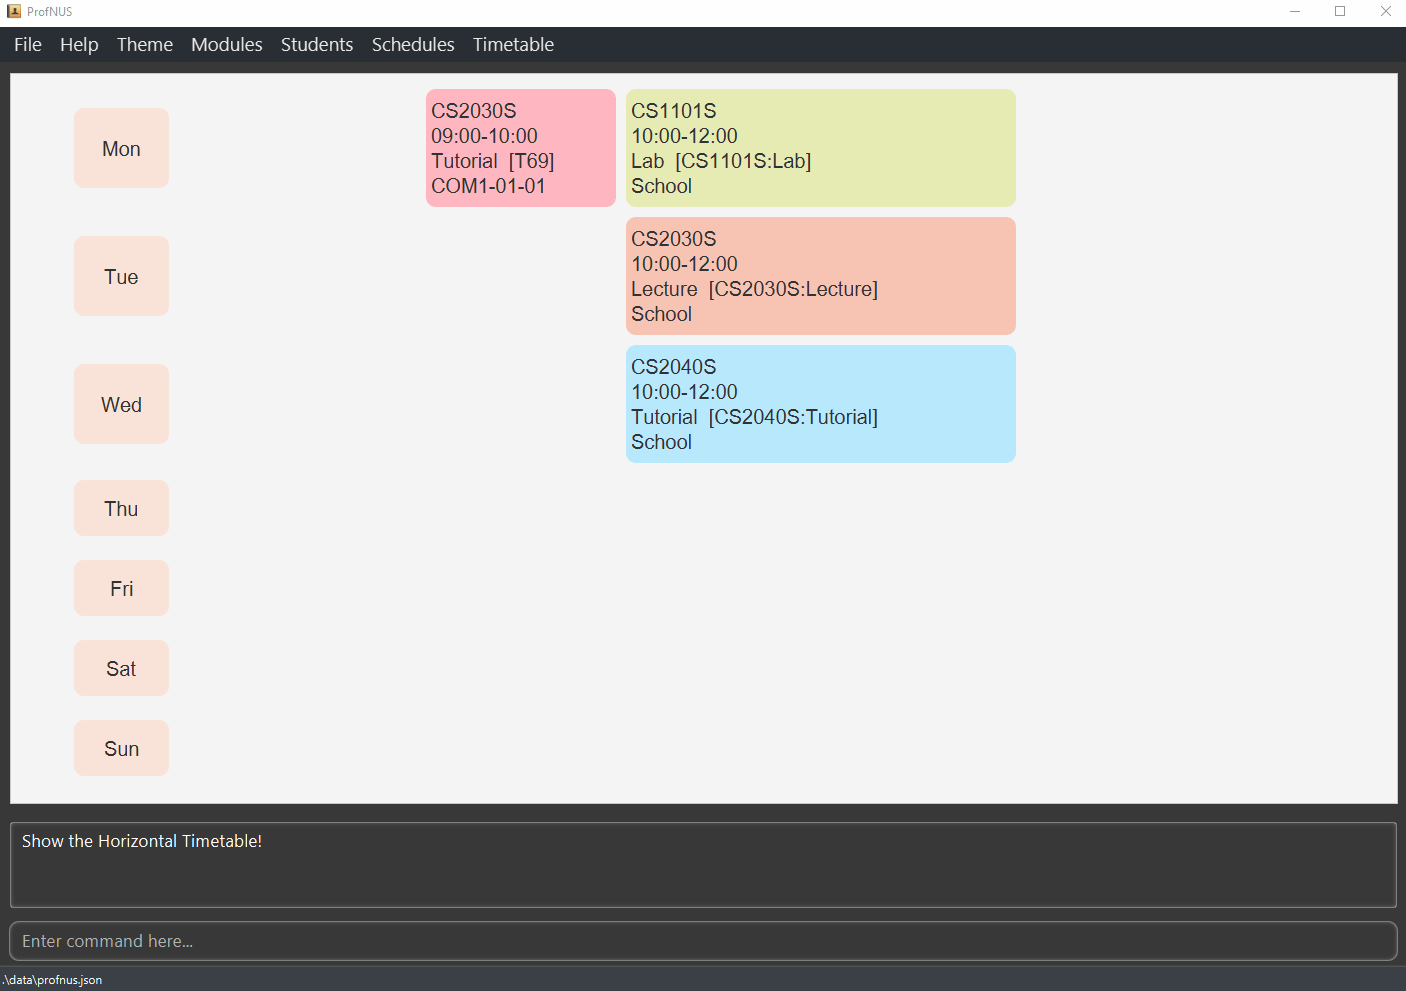 ProfNUS
File Help Theme Modules Students Schedules Timetable
Mon
CS2030S
09:00-10:00
Tutorial [T69]
COM1-01-01
CS1101S
10:00-12:00
Lab [CS1101S:Lab]
School
Tue
CS2030S
10:00-12:00
Lecture [CS2030S:Lecture]
School
Wed
CS2040S
10:00-12:00
Tutorial [CS2040S:Tutorial]
School
Thu
Fri
Sat
Sun
Show the Horizontal Timetable!
Enter command here...
.\data\profnus.json